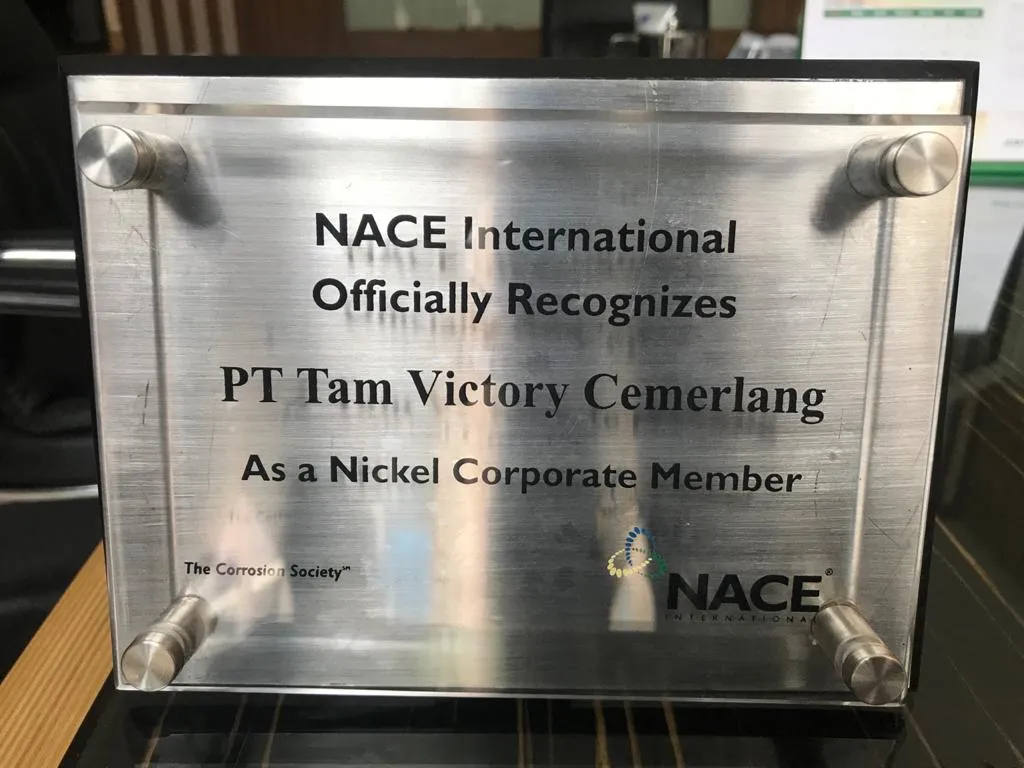 NACE International
Officially Recognizes
PT Tam Victory Cemerlang
As a Nickel Corporate Member
The Corrosion Society℠
NACE®
INTERNATIONAL